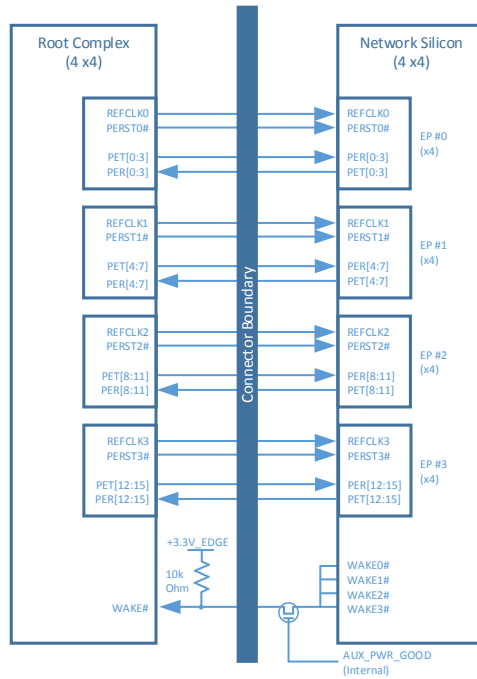 Root Complex
(4 x4)
REFCLK0
PERST0#
PET[0:3]
PER[0:3]
REFCLK1
PERST1#
PET[4:7]
PER[4:7]
REFCLK2
PERST2#
PET[8:11]
PER[8:11]
REFCLK3
PERST3#
PET[12:15]
PER[12:15]
+3.3V_EDGE
10k
Ohm
WAKE#
Connector Boundary
Network Silicon
(4 x4)
REFCLK0
PERST0#
PER[0:3]
PET[0:3]
EP #0
(x4)
REFCLK1
PERST1#
PER[4:7]
PET[4:7]
EP #1
(x4)
REFCLK2
PERST2#
PER[8:11]
PET[8:11]
EP #2
(x4)
REFCLK3
PERST3#
PER[12:15]
PET[12:15]
EP #3
(x4)
WAKE0#
WAKE1#
WAKE2#
WAKE3#
AUX_PWR_GOOD
(Internal)